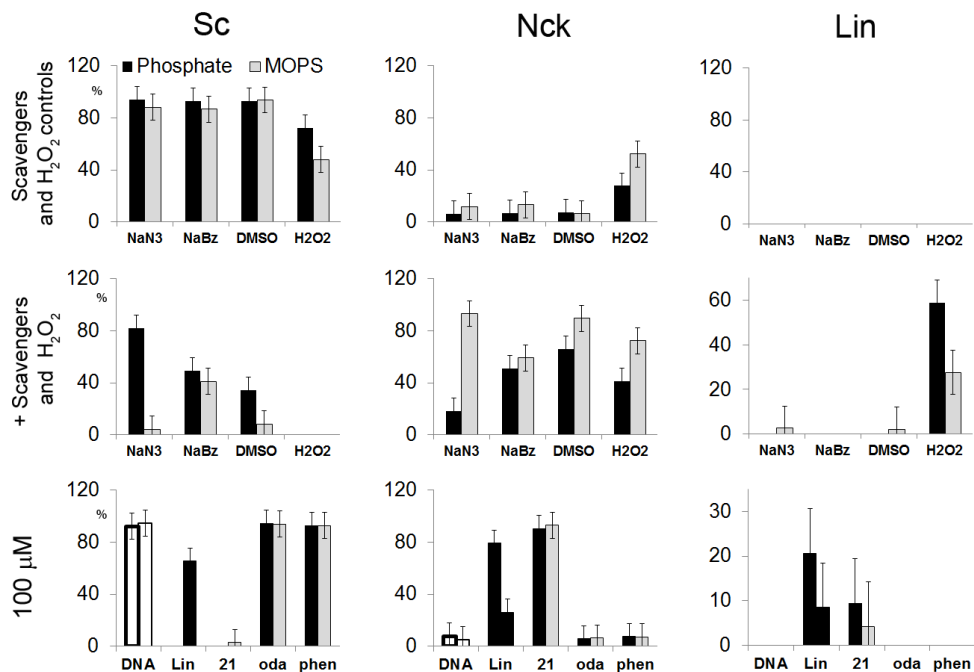 Sc Nck Lin
Scavengers
and H₂O₂ controls
120
80
40
0
%
Phosphate MOPS
NaN3 NaBz DMSO H2O2
120
80
40
0
NaN3 NaBz DMSO H2O2
120
80
40
0
NaN3 NaBz DMSO H2O2
+ Scavengers
and H₂O₂
120
80
40
0
%
NaN3 NaBz DMSO H2O2
120
80
40
0
NaN3 NaBz DMSO H2O2
60
40
20
0
NaN3 NaBz DMSO H2O2
100 μM
120
80
40
0
%
DNA Lin 21 oda phen
120
80
40
0
DNA Lin 21 oda phen
30
20
10
0
DNA Lin 21 oda phen